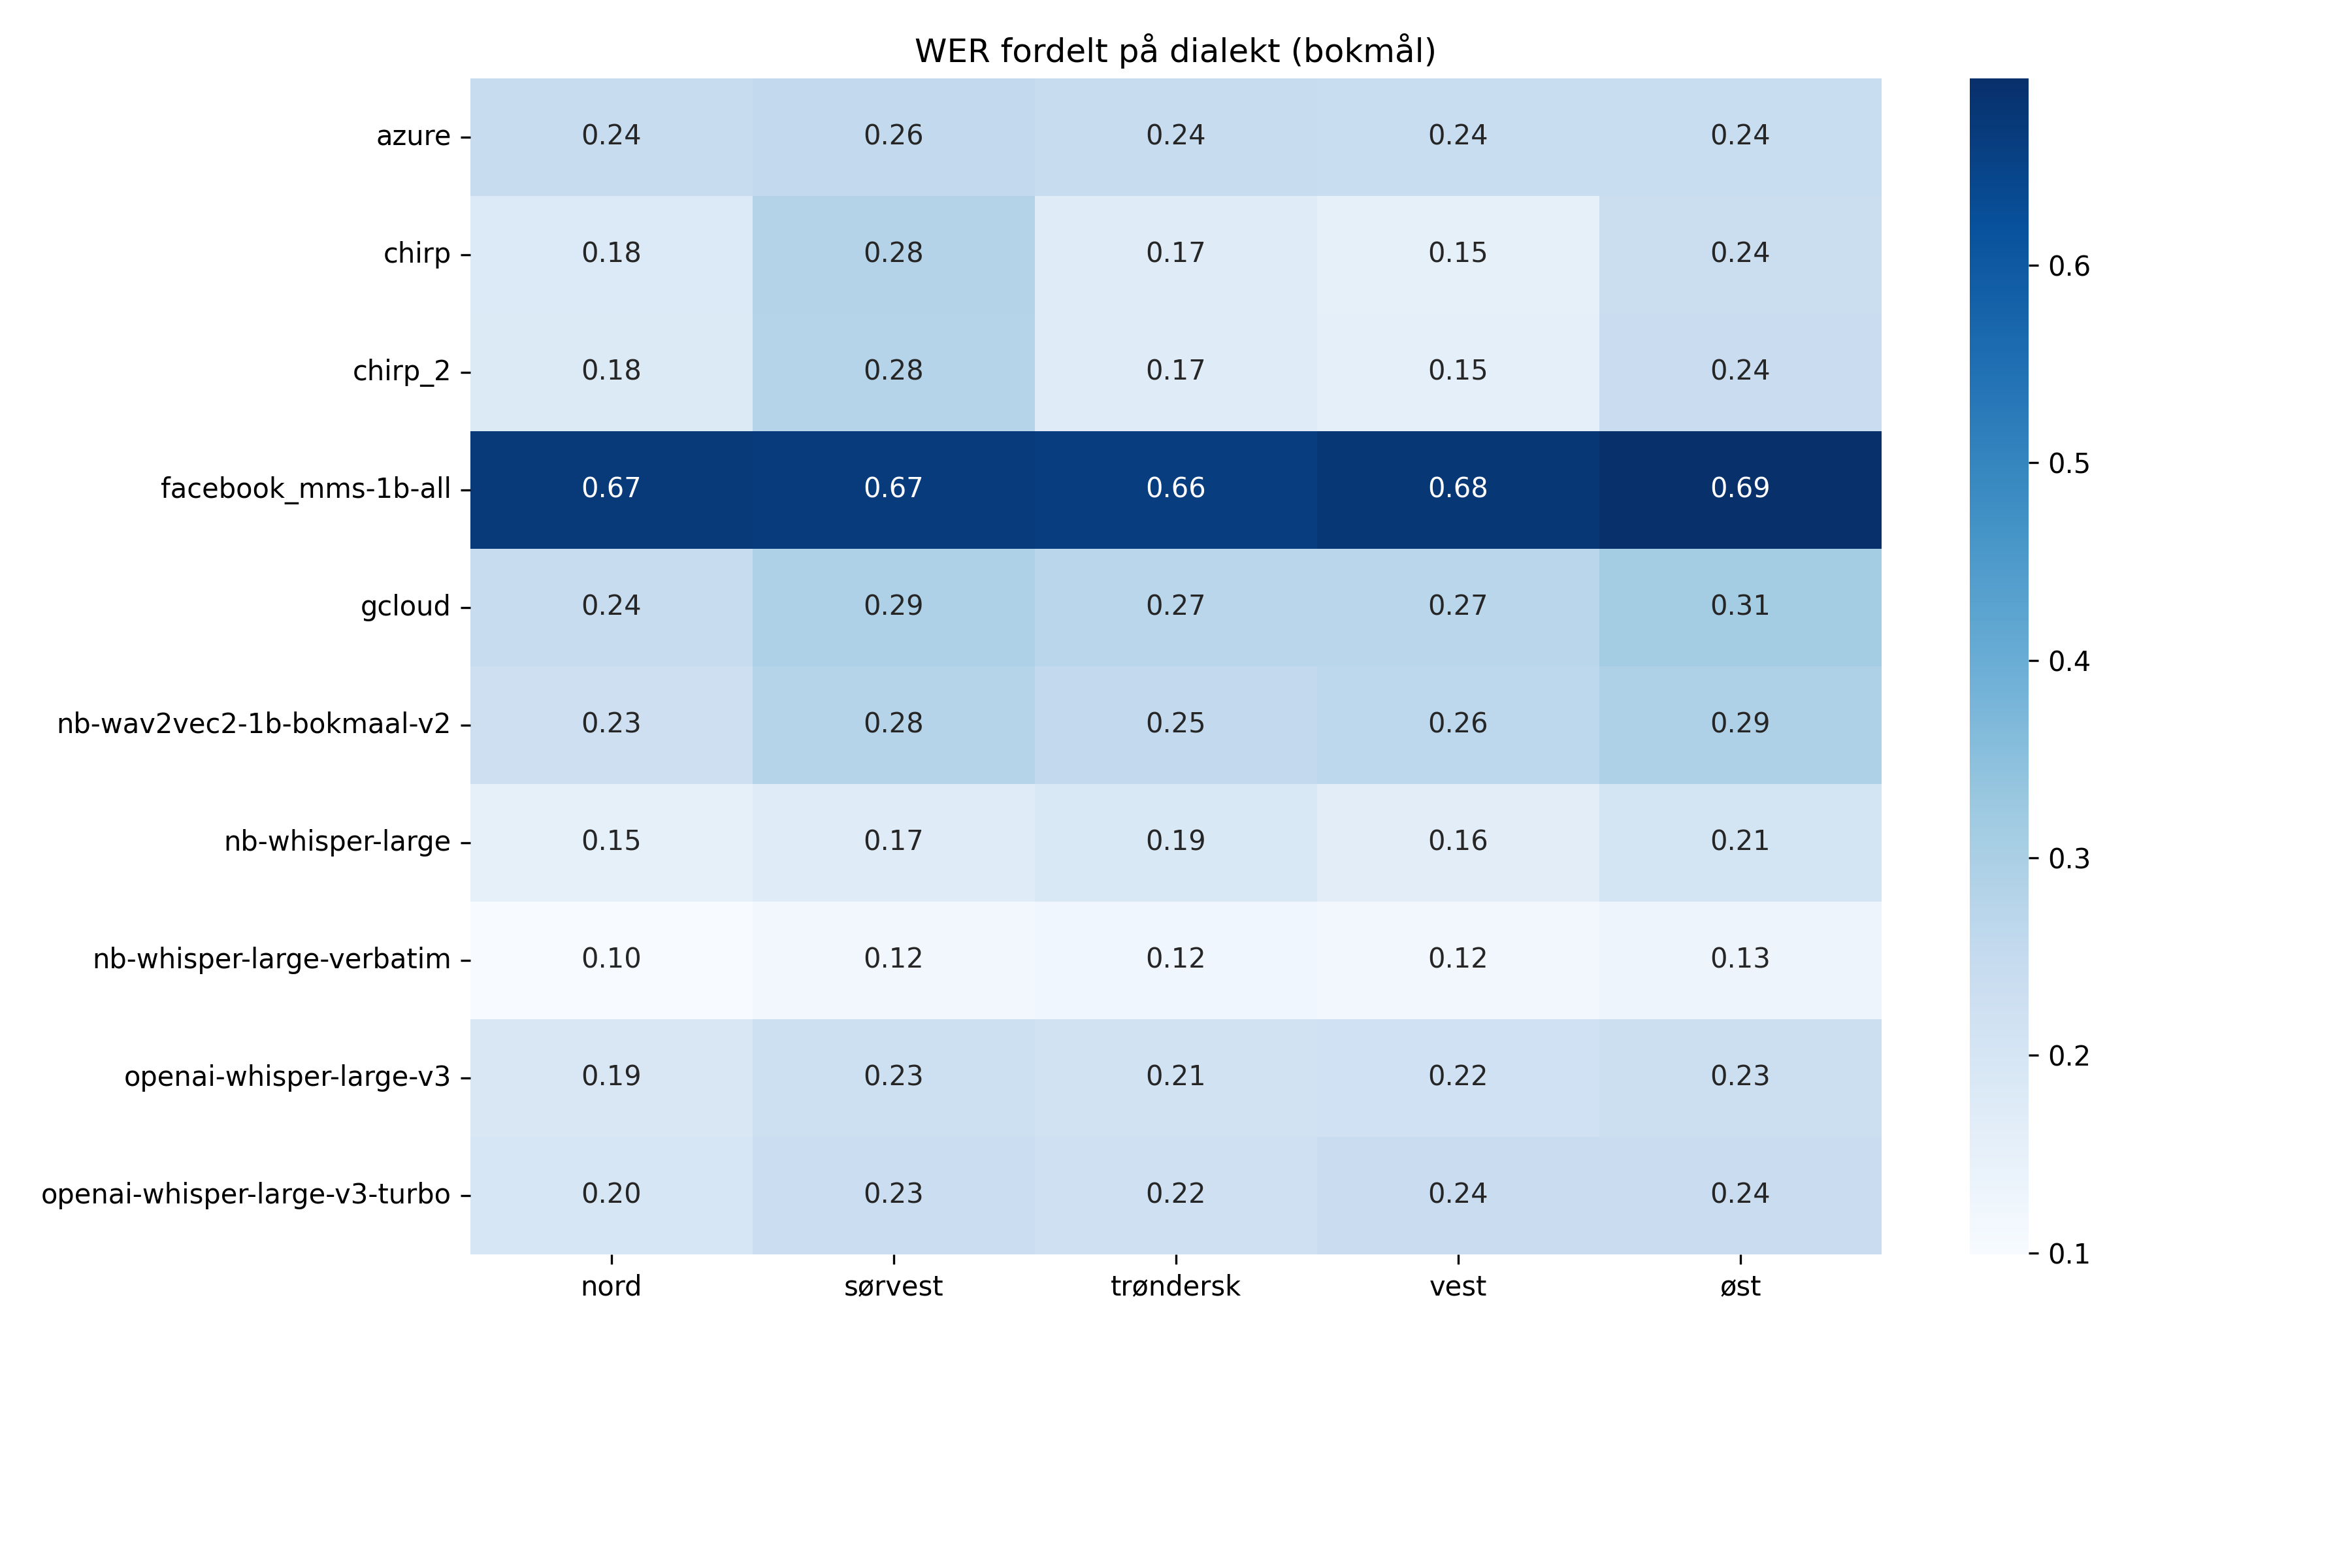 WER fordelt på dialekt (bokmål)
azure 0.24 0.26 0.24 0.24 0.24
chirp 0.18 0.28 0.17 0.15 0.24
chirp_2 0.18 0.28 0.17 0.15 0.24
facebook_mms-1b-all 0.67 0.67 0.66 0.68 0.69
gcloud 0.24 0.29 0.27 0.27 0.31
nb-wav2vec2-1b-bokmaal-v2 0.23 0.28 0.25 0.26 0.29
nb-whisper-large 0.15 0.17 0.19 0.16 0.21
nb-whisper-large-verbatim 0.10 0.12 0.12 0.12 0.13
openai-whisper-large-v3 0.19 0.23 0.21 0.22 0.23
openai-whisper-large-v3-turbo 0.20 0.23 0.22 0.24 0.24
nord sørvest trøndersk vest øst
0.6
0.5
0.4
0.3
0.2
0.1